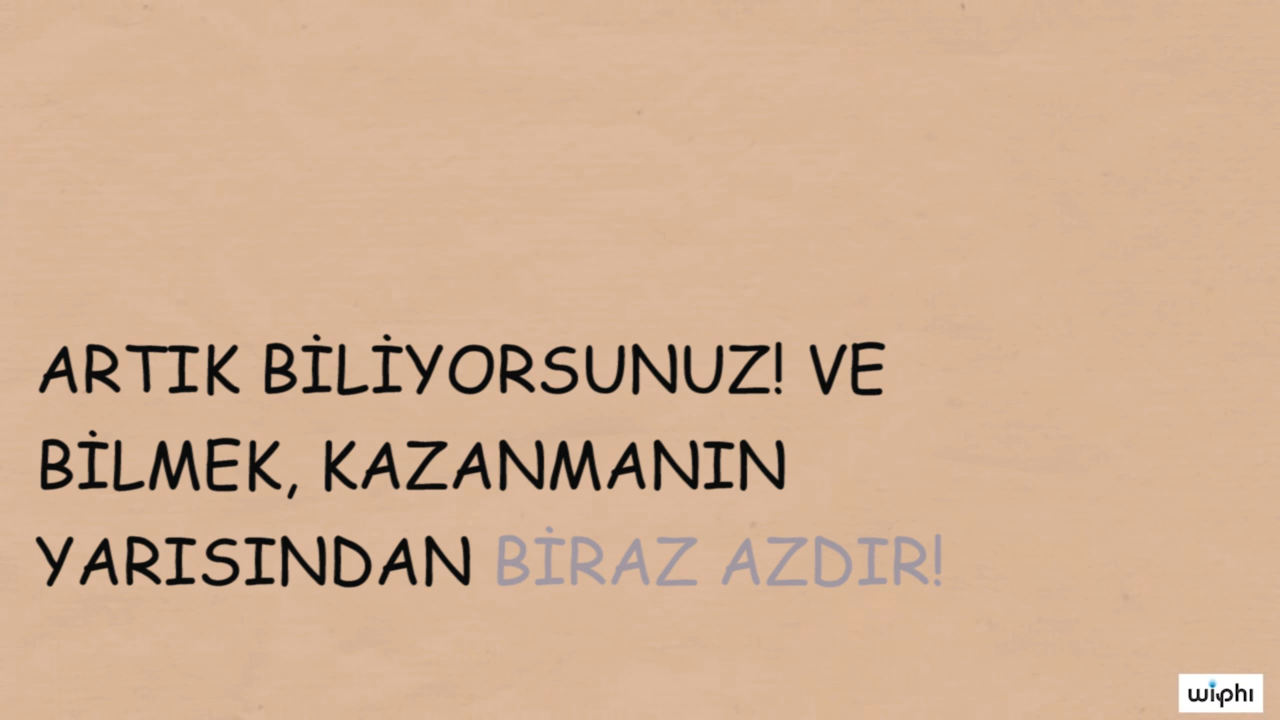 ARTIK BİLİYORSUNUZ! VE
BİLMEK, KAZANMANIN
YARISINDAN BİRAZ AZDIR!
wiphi